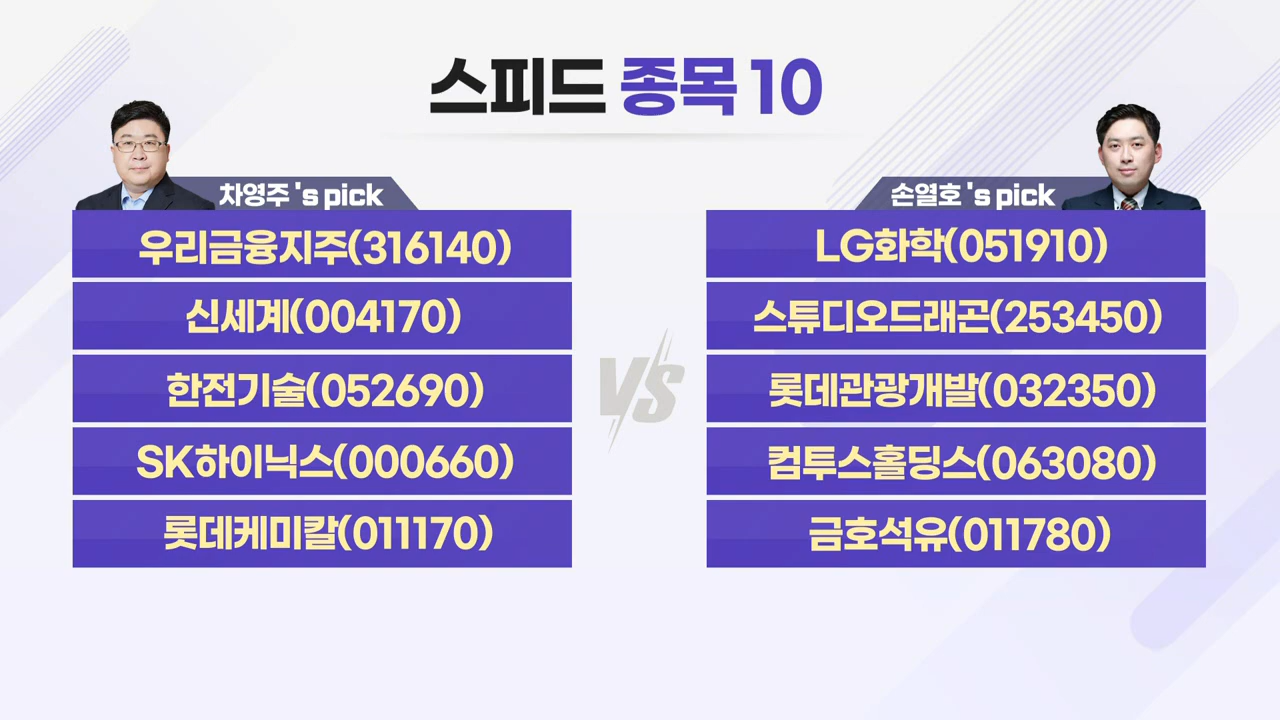 스피드 종목 10
차영주 's pick
우리금융지주(316140)
신세계(004170)
한전기술(052690)
SK하이닉스(000660)
롯데케미칼(011170)
VS
손열호 's pick
LG화학(051910)
스튜디오드래곤(253450)
롯데관광개발(032350)
컴투스홀딩스(063080)
금호석유(011780)